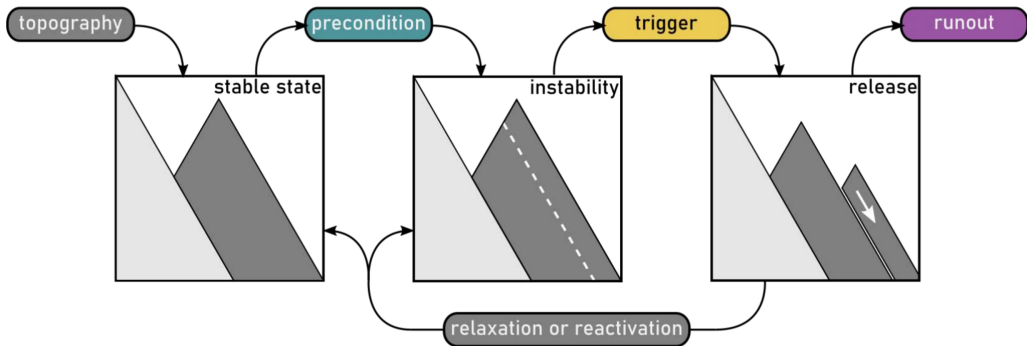 topography
precondition
trigger
runout
stable state
instability
release
relaxation or reactivation